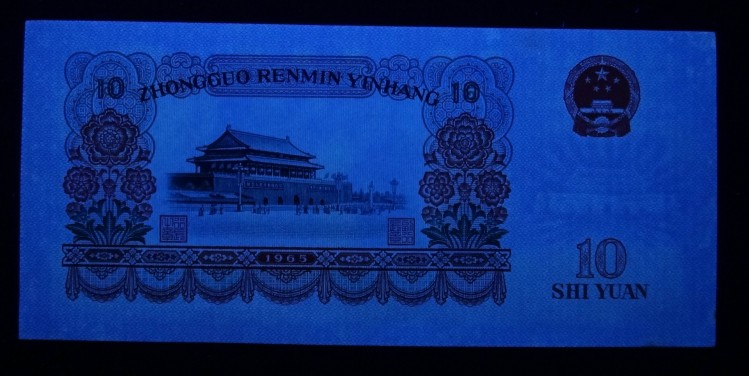 10 ZHONGGUO RENMIN YINHANG 10
1965
10
SHI YUAN